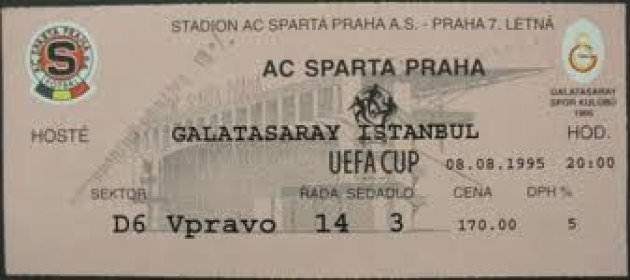 STADION AC SPARTA PRAHA A.S. - PRAHA 7. LETNÁ
AC SPARTA PRAHA
S
GALATASARAY
SPOR KULÜBÜ
HOSTÉ GALATASARAY ISTANBUL HOD.
UEFA CUP 08.08.1995 20:00
SEKTOR ŘADA SEDADLO CENA DPH %
D6 Vpravo 14 3 170.00 5